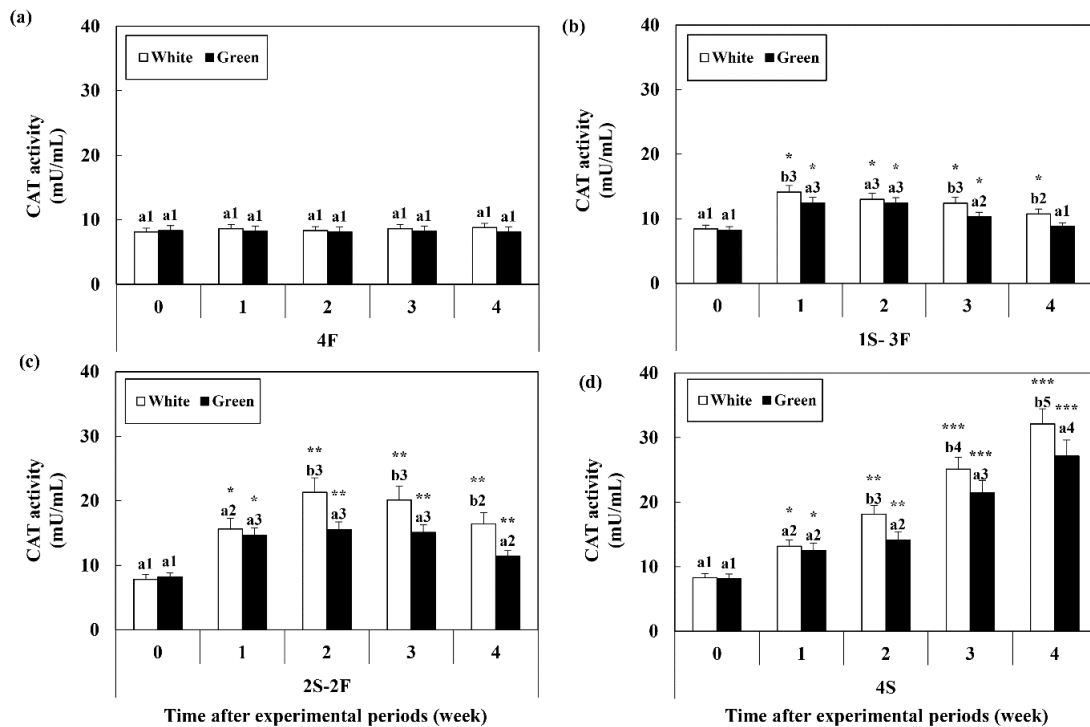 (a)
40
30
20
10
0
CAT activity
(mU/mL)
White Green
a1 a1 a1 a1 a1 a1 a1 a1 a1 a1
0 1 2 3 4
4F
(b)
40
30
20
10
0
CAT activity
(mU/mL)
White Green
* * * * * * *
a1 a1 b3 a3 a3 a3 b3 a2 b2 a1
0 1 2 3 4
1S- 3F
(c)
40
30
20
10
0
CAT activity
(mU/mL)
White Green
* * ** ** ** ** ** **
a1 a1 a2 a3 b3 a3 b3 a3 b2 a2
0 1 2 3 4
2S-2F
Time after experimental periods (week)
(d)
40
30
20
10
0
CAT activity
(mU/mL)
White Green
* * ** ** *** *** *** ***
a1 a1 a2 a2 b3 a2 b4 a3 b5 a4
0 1 2 3 4
4S
Time after experimental periods (week)